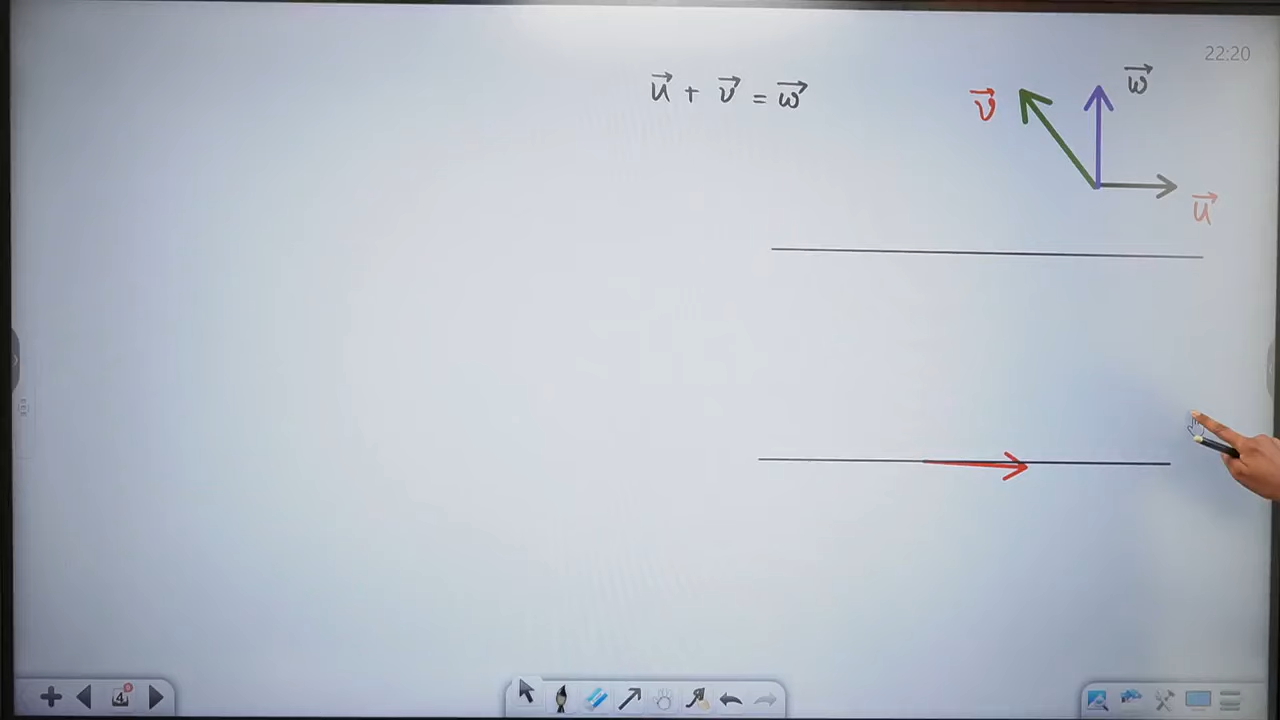 22:20
u⃗ + v⃗ = w⃗
v⃗
w⃗
u⃗
4